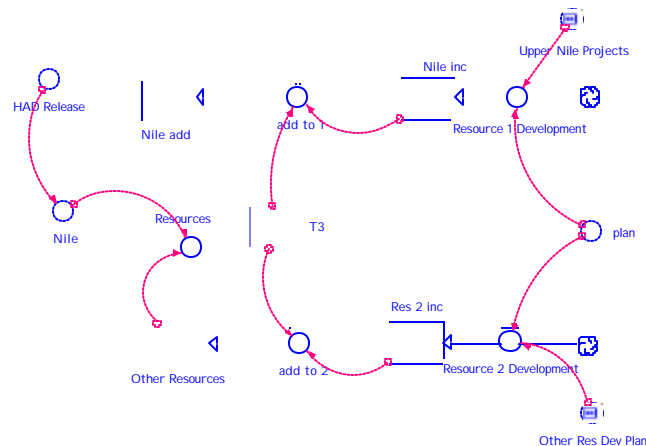 Upper Nile Projects
Nile inc
HAD Release
Nile add
add to 1
Resource 1 Development
Resources
T3
Nile
plan
Res 2 inc
Other Resources
add to 2
Resource 2 Development
Other Res Dev Plan